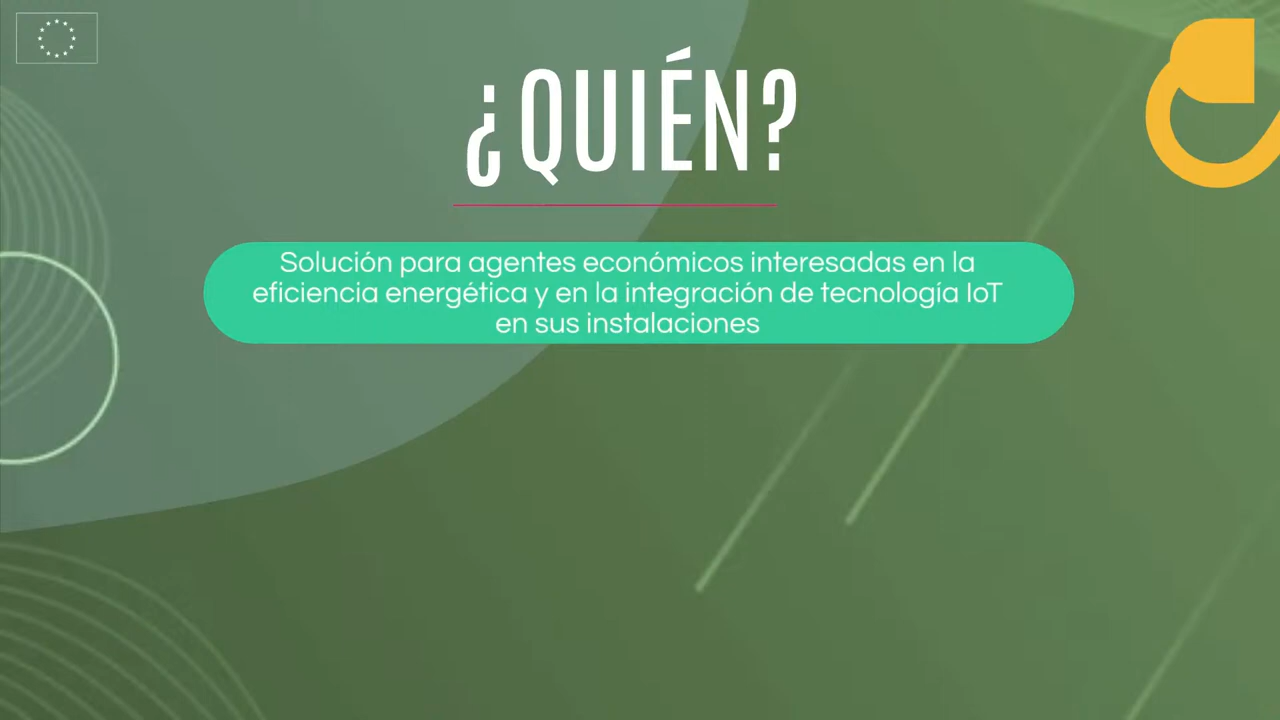 ¿QUIÉN?
Solución para agentes económicos interesadas en la
eficiencia energética y en la integración de tecnología IoT
en sus instalaciones